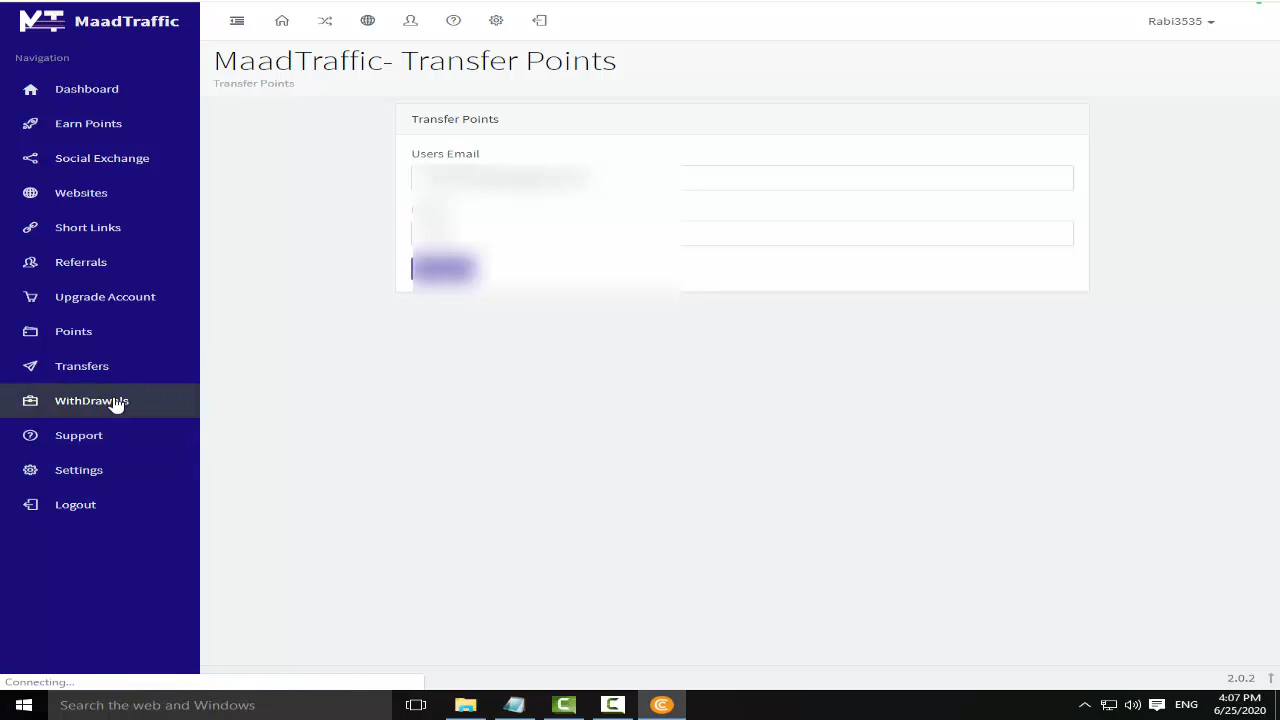 MT MaadTraffic
Rabi3535
Navigation
MaadTraffic- Transfer Points
Transfer Points
Dashboard
Earn Points
Social Exchange
Websites
Short Links
Referrals
Upgrade Account
Points
Transfers
WithDrawals
Support
Settings
Logout
Transfer Points
Users Email
2.0.2
Connecting...
Search the web and Windows
ENG
4:07 PM
6/25/2020